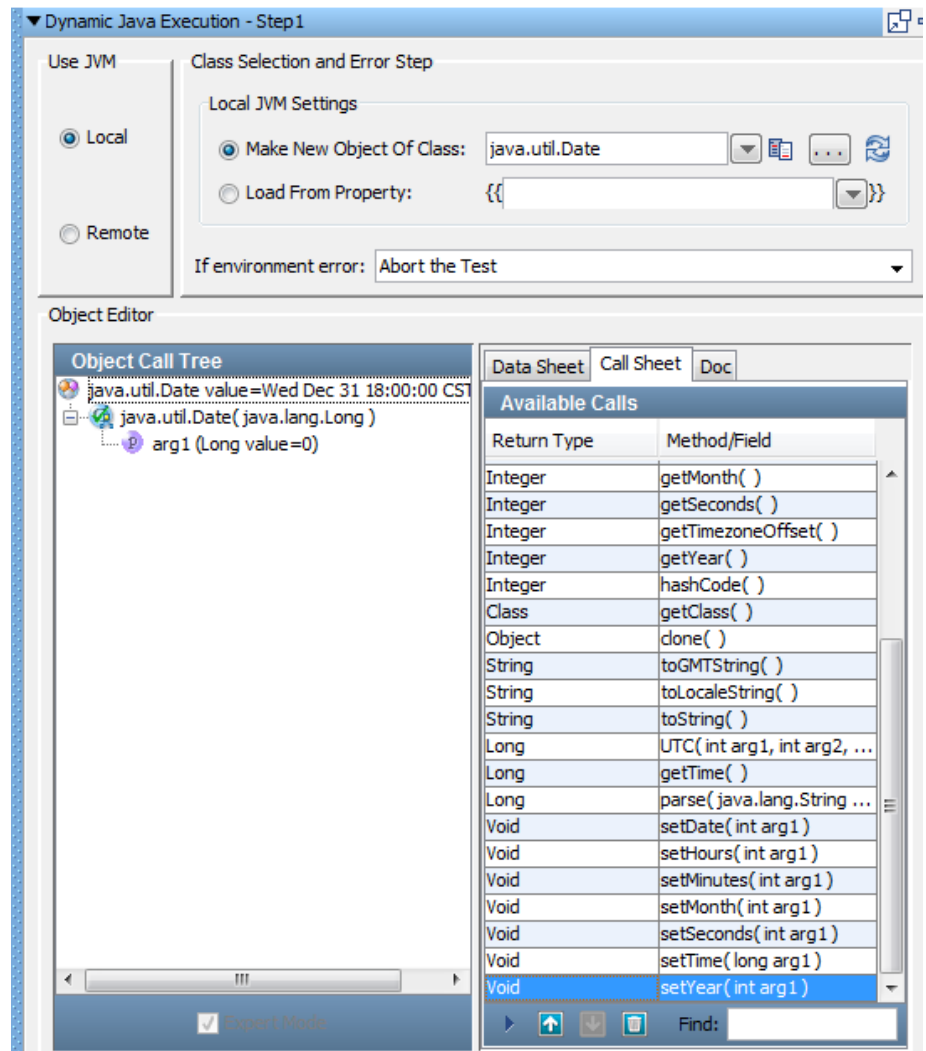 Dynamic Java Execution - Step1
Use JVM
Class Selection and Error Step
Local JVM Settings
Local
Make New Object Of Class: java.util.Date ...
Load From Property: {{ }}
Remote
If environment error: Abort the Test
Object Editor
Object Call Tree
java.util.Date value=Wed Dec 31 18:00:00 CST
java.util.Date( java.lang.Long )
P arg1 (Long value=0)
Data Sheet Call Sheet Doc
Available Calls
Return Type Method/Field
Integer getMonth( )
Integer getSeconds( )
Integer getTimezoneOffset( )
Integer getYear( )
Integer hashCode( )
Class getClass( )
Object clone( )
String toGMTString( )
String toLocaleString( )
String toString( )
Long UTC( int arg1, int arg2, ...
Long getTime( )
Long parse( java.lang.String ...
Void setDate( int arg1 )
Void setHours( int arg1 )
Void setMinutes( int arg1 )
Void setMonth( int arg1 )
Void setSeconds( int arg1 )
Void setTime( long arg1 )
Void setYear( int arg1 )
Expert Mode
Find: